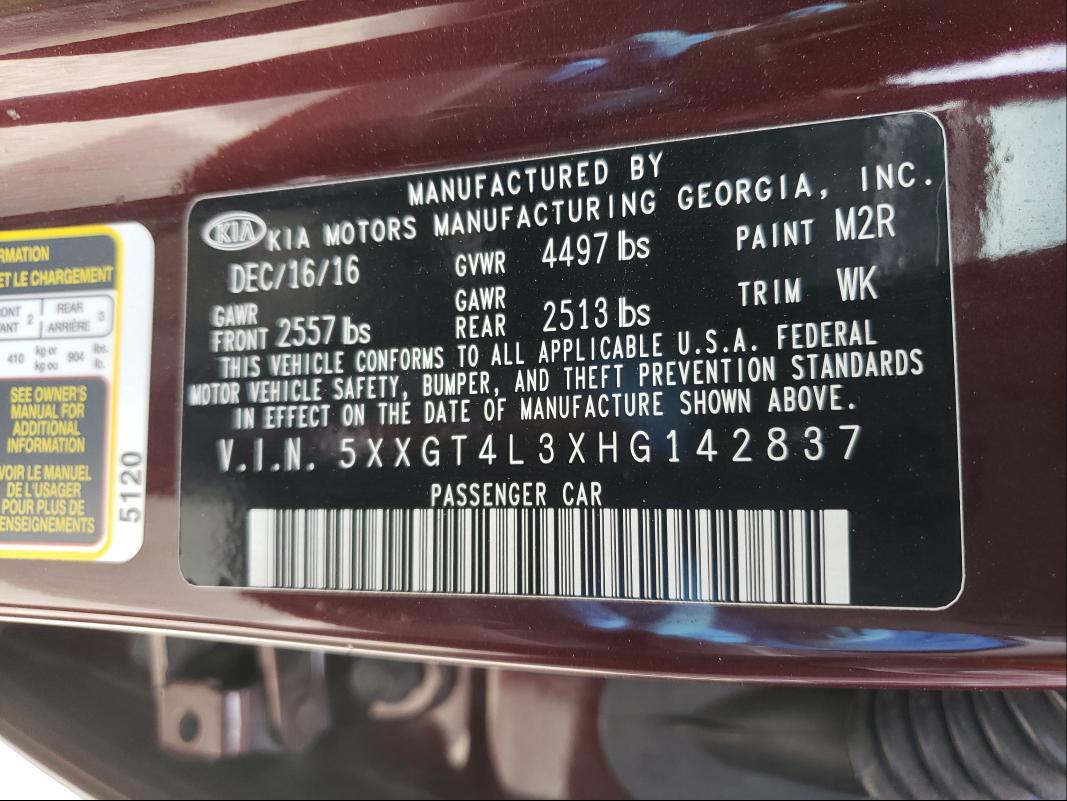 MANUFACTURED BY
KIA KIA MOTORS MANUFACTURING GEORGIA, INC.
DEC/16/16 GVWR 4497 lbs PAINT M2R
GAWR FRONT 2557 lbs GAWR REAR 2513 lbs TRIM WK
THIS VEHICLE CONFORMS TO ALL APPLICABLE U.S.A. FEDERAL
MOTOR VEHICLE SAFETY, BUMPER, AND THEFT PREVENTION STANDARDS
IN EFFECT ON THE DATE OF MANUFACTURE SHOWN ABOVE.
V.I.N. 5XXGT4L3XHG142837
PASSENGER CAR
ET LE CHARGEMENT
2 REAR 3
ARRIÈRE
410 kg or 904 lbs.
kg ou lb.
SEE OWNER'S
MANUAL FOR
ADDITIONAL
INFORMATION
VOIR LE MANUEL
DE L'USAGER
POUR PLUS DE
5120